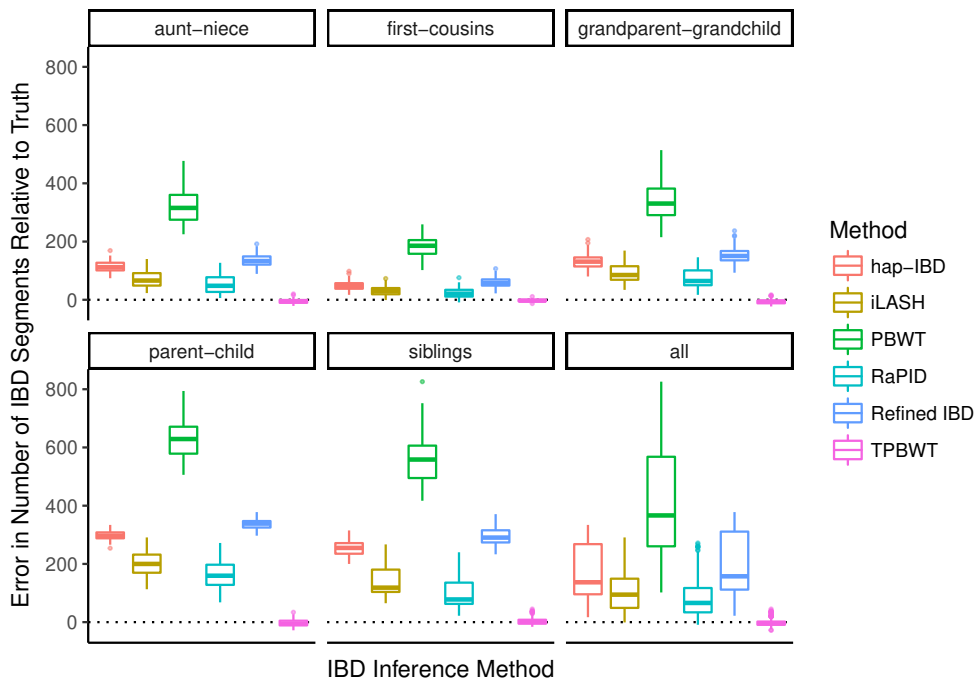 aunt−niece
first−cousins
grandparent−grandchild
800
600
400
200
0
parent−child
siblings
all
800
600
400
200
0
Error in Number of IBD Segments Relative to Truth
IBD Inference Method
Method
hap−IBD
iLASH
PBWT
RaPID
Refined IBD
TPBWT